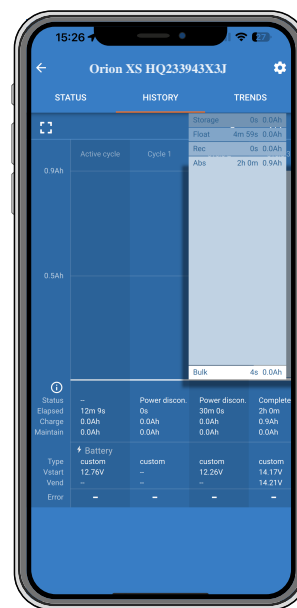 15:26
27
Orion XS HQ233943X3J
STATUS HISTORY TRENDS
Storage 0s 0.0Ah
Float 4m 59s 0.0Ah
Active cycle Cycle 1 Rec 0s 0.0Ah
Abs 2h 0m 0.9Ah
0.9Ah
0.5Ah
Bulk 4s 0.0Ah
Status -- Power discon. Power discon. Complete
Elapsed 12m 9s 0s 30m 0s 2h 0m
Charge 0.0Ah 0.0Ah 0.0Ah 0.9Ah
Maintain 0.0Ah 0.0Ah 0.0Ah 0.0Ah
Battery
Type custom custom custom custom
Vstart 12.76V -- 12.26V 14.17V
Vend -- -- -- 14.21V
Error - - - -